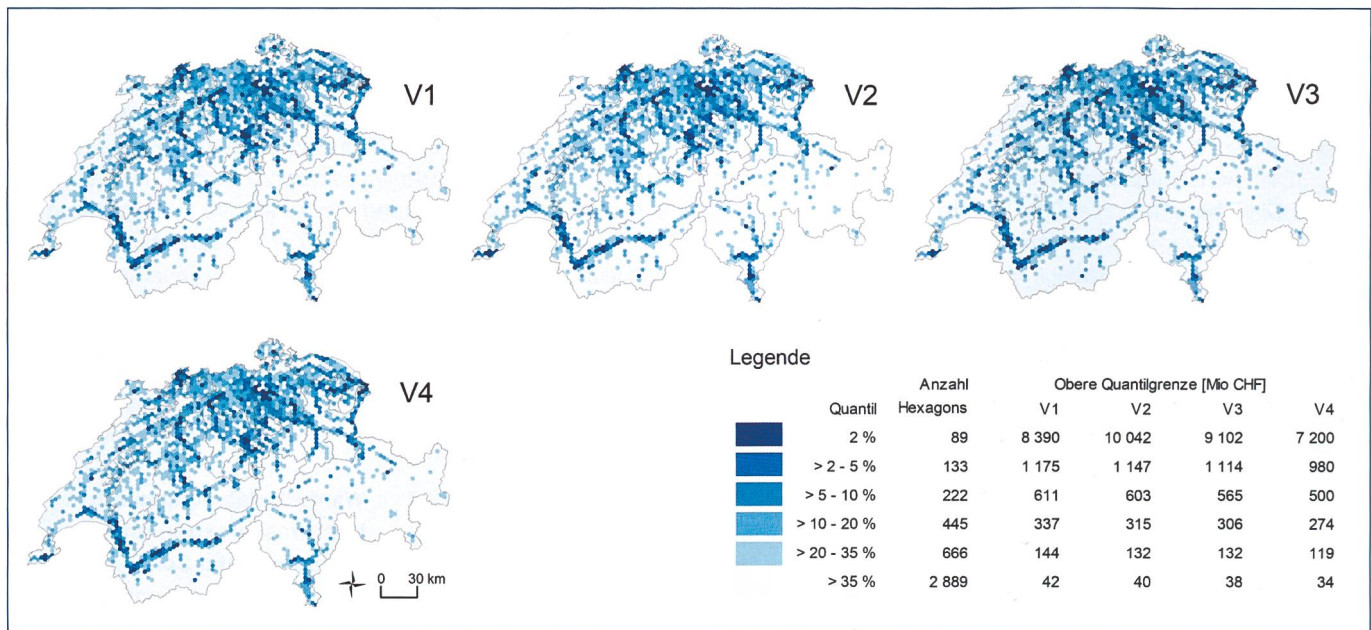 V1
V2
V3
V4
0 30 km
Legende
Anzahl Obere Quantilgrenze [Mio CHF]
Quantil Hexagons V1 V2 V3 V4
2 % 89 8 390 10 042 9 102 7 200
> 2 - 5 % 133 1 175 1 147 1 114 980
> 5 - 10 % 222 611 603 565 500
> 10 - 20 % 445 337 315 306 274
> 20 - 35 % 666 144 132 132 119
> 35 % 2 889 42 40 38 34